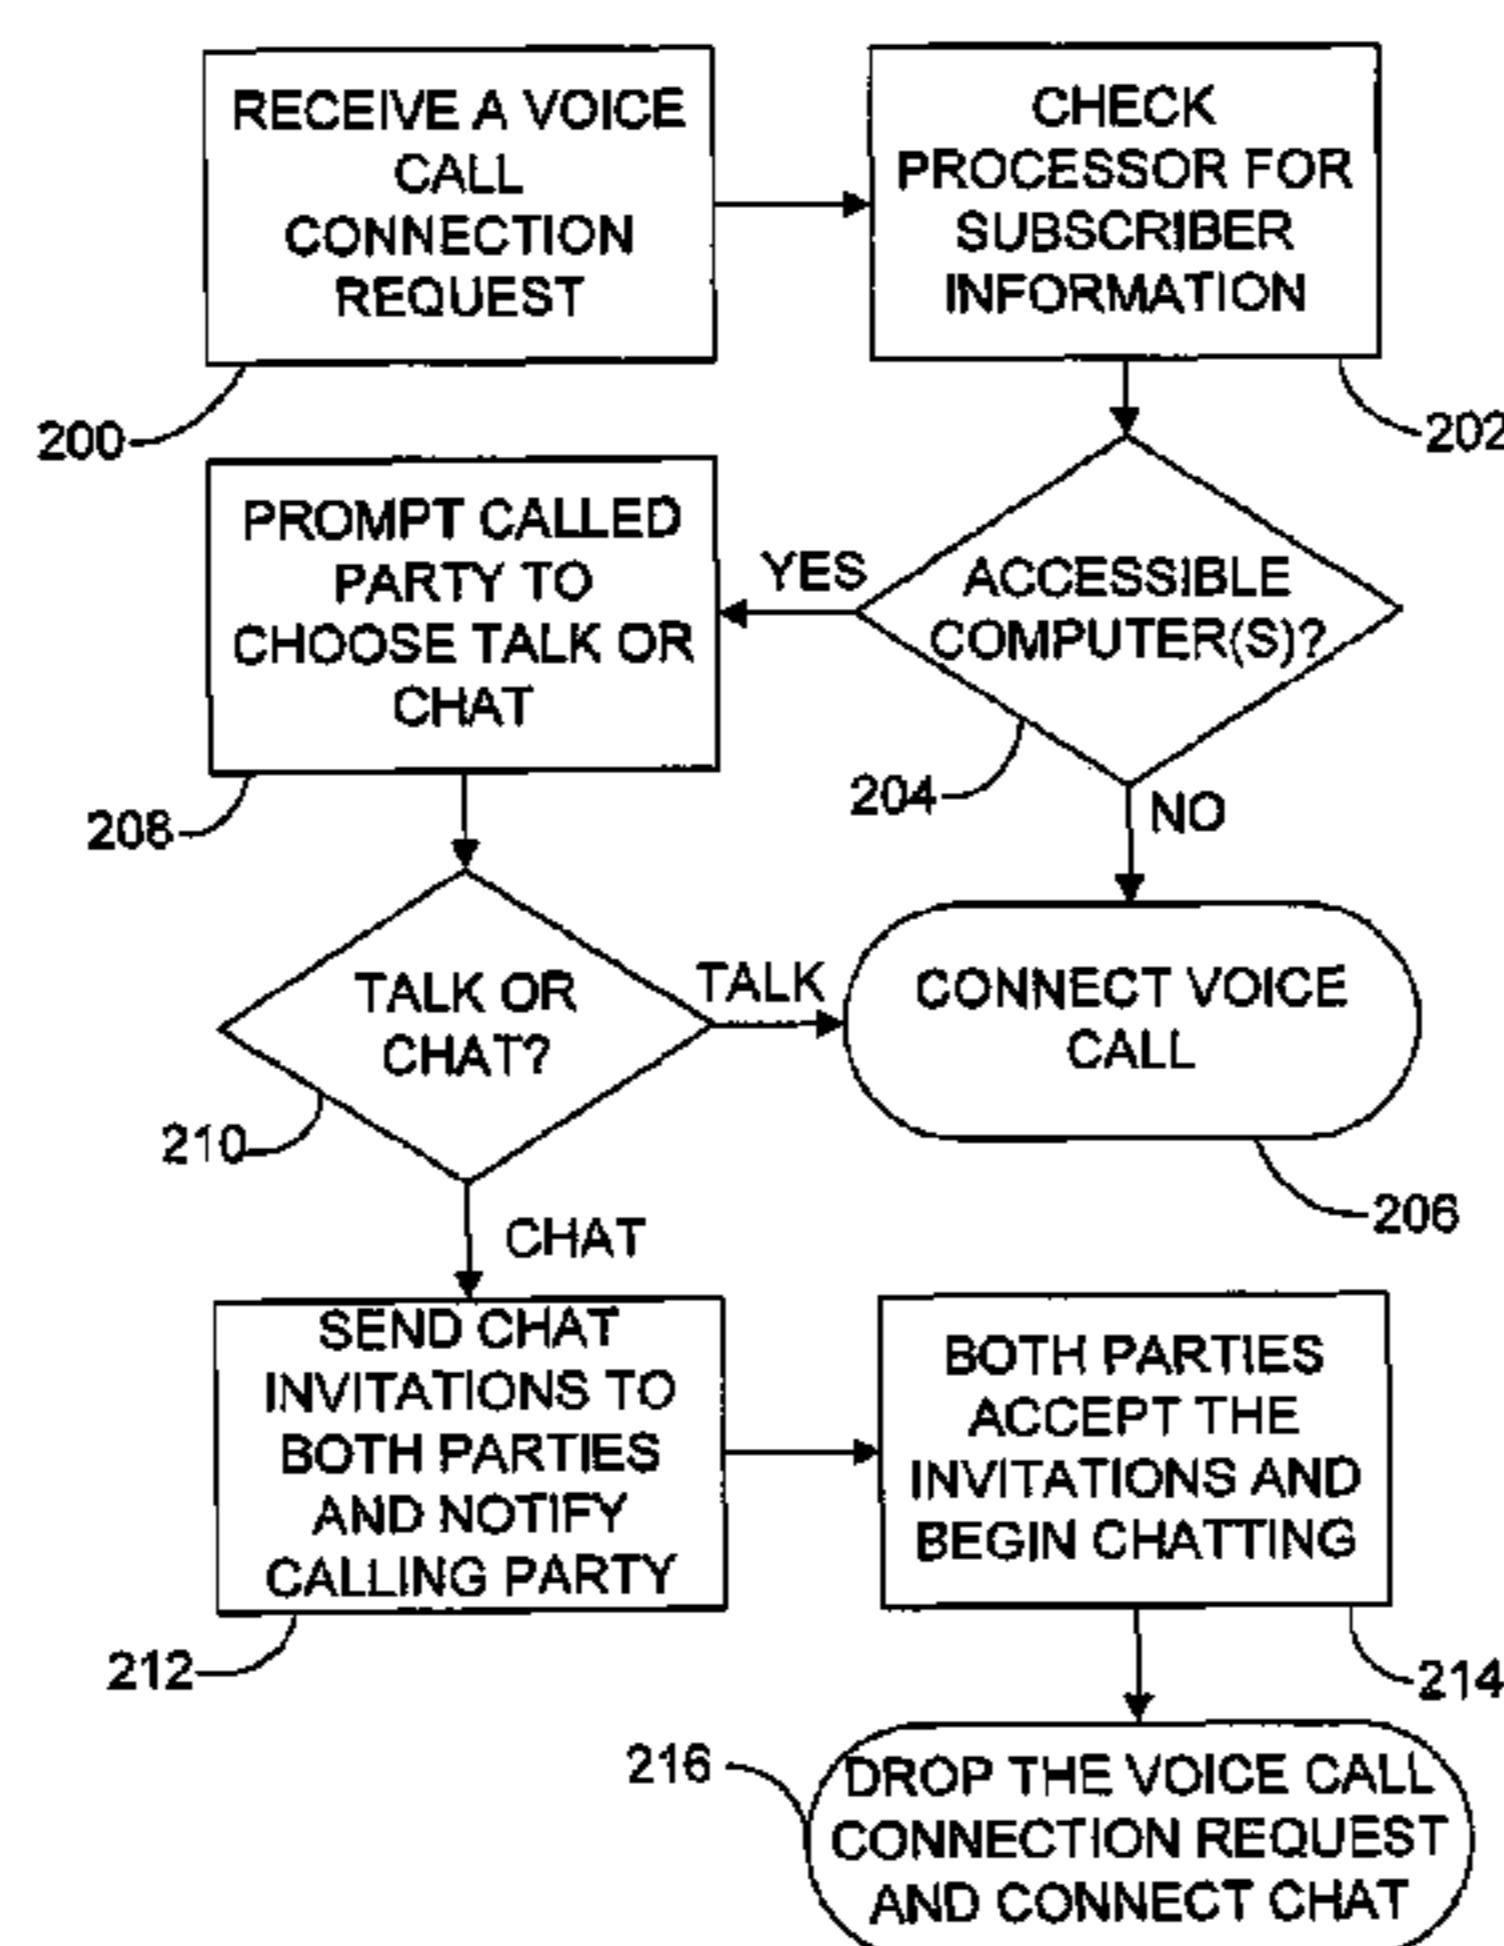 RECEIVE A VOICE
CALL
CONNECTION
REQUEST
200
CHECK
PROCESSOR FOR
SUBSCRIBER
INFORMATION
202
ACCESSIBLE
COMPUTER(S)?
204
YES
NO
PROMPT CALLED
PARTY TO
CHOOSE TALK OR
CHAT
208
TALK OR
CHAT?
210
TALK
CONNECT VOICE
CALL
206
CHAT
SEND CHAT
INVITATIONS TO
BOTH PARTIES
AND NOTIFY
CALLING PARTY
212
BOTH PARTIES
ACCEPT THE
INVITATIONS AND
BEGIN CHATTING
214
216
DROP THE VOICE CALL
CONNECTION REQUEST
AND CONNECT CHAT